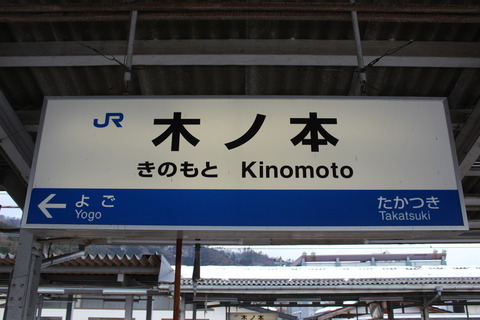 JR 木ノ本
きのもと Kinomoto
よご たかつき
Yogo Takatsuki